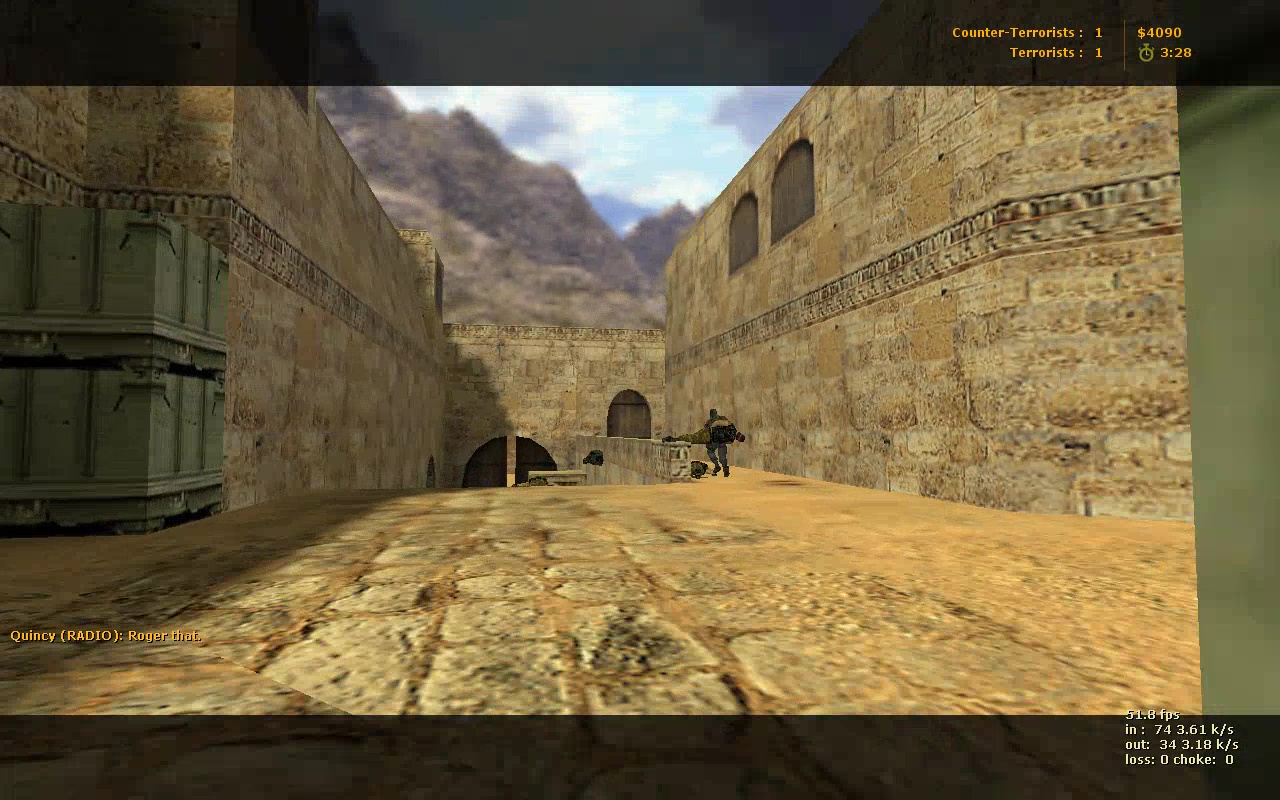 Counter-Terrorists : 1 $4090
Terrorists : 1 3:28
Quincy (RADIO): Roger that.
51.8 fps
in : 74 3.61 k/s
out: 34 3.18 k/s
loss: 0 choke: 0